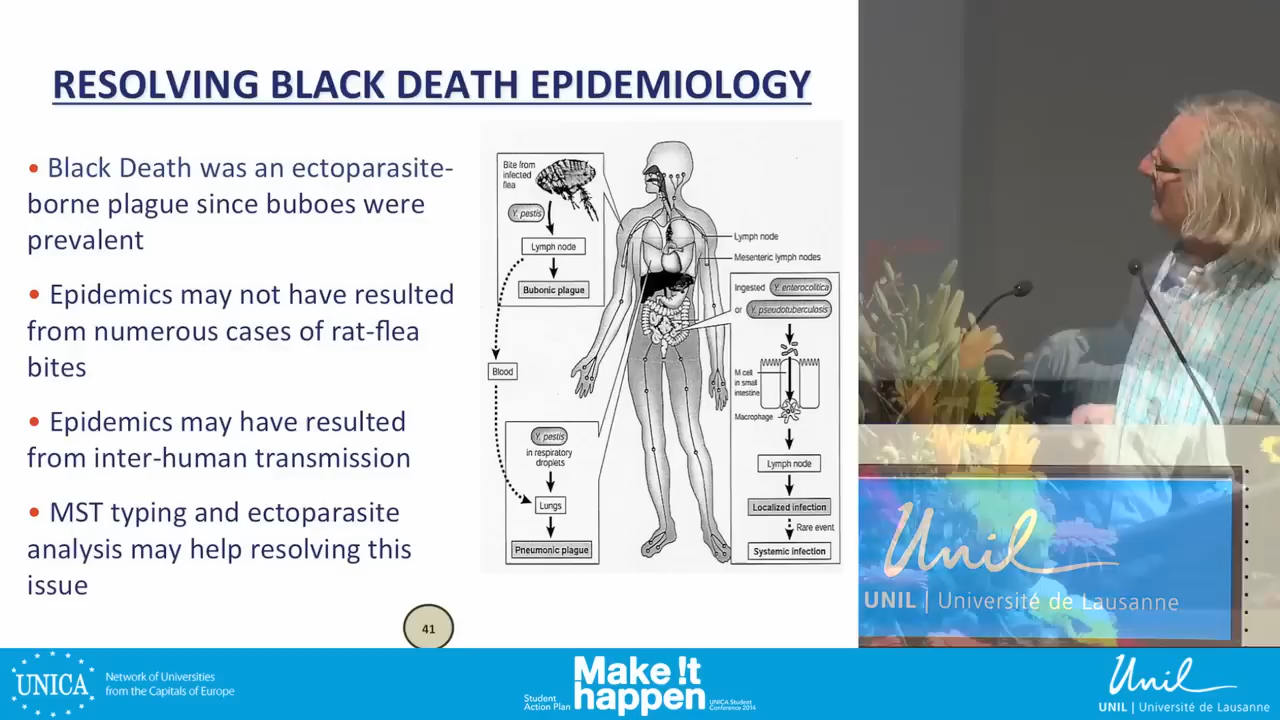 RESOLVING BLACK DEATH EPIDEMIOLOGY
• Black Death was an ectoparasite-
borne plague since buboes were
prevalent
• Epidemics may not have resulted
from numerous cases of rat-flea
bites
• Epidemics may have resulted
from inter-human transmission
• MST typing and ectoparasite
analysis may help resolving this
issue
41
Bite from
infected
flea
Y. pestis
Lymph node
Bubonic plague
Blood
Y. pestis
in respiratory
droplets
Lungs
Pneumonic plague
Lymph node
Mesenteric lymph nodes
Ingested Y. enterocolitica
or Y. pseudotuberculosis
M cell
in small
intestine
Macrophage
Lymph node
Localized infection
Rare event
Systemic infection
Unil
UNIL | Université de Lausanne
UNICA
Network of Universities
from the Capitals of Europe
Student
Action Plan
Make !t
happen
UNICA Student
Conference 2014
Unil
UNIL | Université de Lausanne